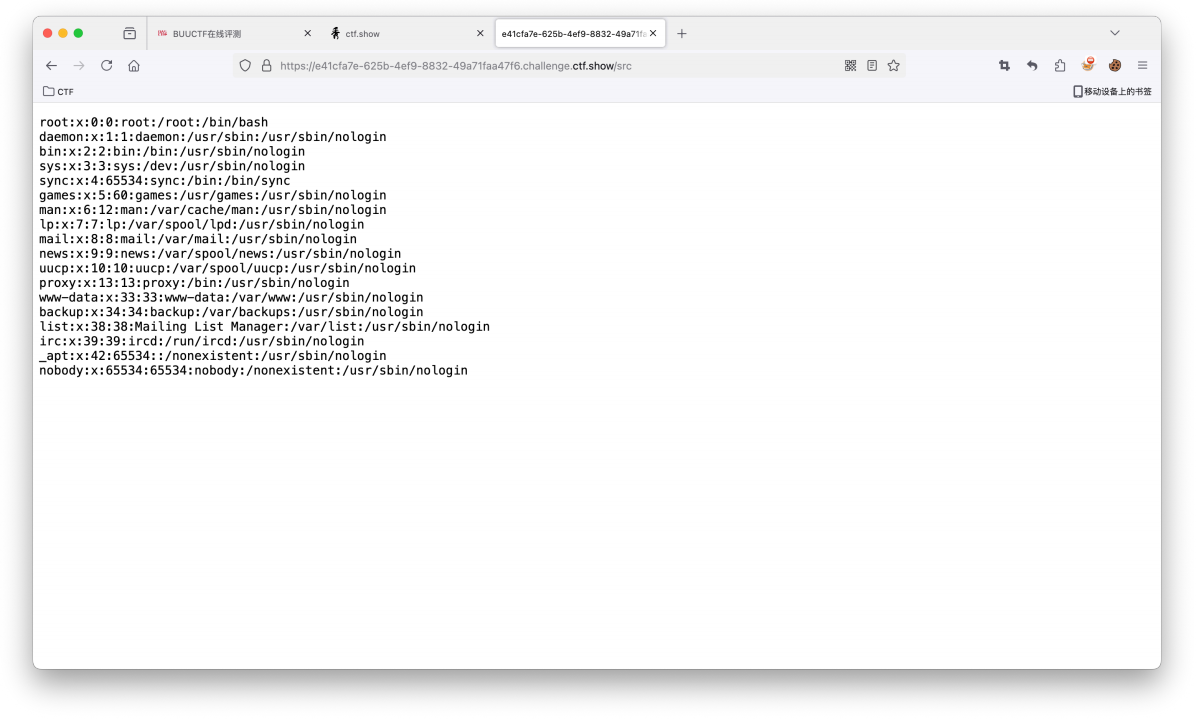 BUUCTF在线评测
ctf.show
e41cfa7e-625b-4ef9-8832-49a71fa
https://e41cfa7e-625b-4ef9-8832-49a71faa47f6.challenge.ctf.show/src
CTF
移动设备上的书签
root:x:0:0:root:/root:/bin/bash
daemon:x:1:1:daemon:/usr/sbin:/usr/sbin/nologin
bin:x:2:2:bin:/bin:/usr/sbin/nologin
sys:x:3:3:sys:/dev:/usr/sbin/nologin
sync:x:4:65534:sync:/bin:/bin/sync
games:x:5:60:games:/usr/games:/usr/sbin/nologin
man:x:6:12:man:/var/cache/man:/usr/sbin/nologin
lp:x:7:7:lp:/var/spool/lpd:/usr/sbin/nologin
mail:x:8:8:mail:/var/mail:/usr/sbin/nologin
news:x:9:9:news:/var/spool/news:/usr/sbin/nologin
uucp:x:10:10:uucp:/var/spool/uucp:/usr/sbin/nologin
proxy:x:13:13:proxy:/bin:/usr/sbin/nologin
www-data:x:33:33:www-data:/var/www:/usr/sbin/nologin
backup:x:34:34:backup:/var/backups:/usr/sbin/nologin
list:x:38:38:Mailing List Manager:/var/list:/usr/sbin/nologin
irc:x:39:39:ircd:/run/ircd:/usr/sbin/nologin
_apt:x:42:65534::/nonexistent:/usr/sbin/nologin
nobody:x:65534:65534:nobody:/nonexistent:/usr/sbin/nologin